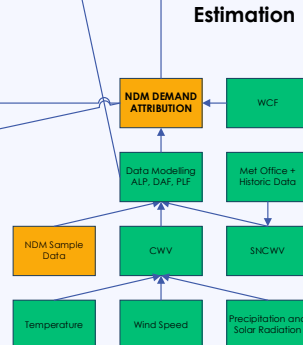 Estimation
NDM DEMAND
ATTRIBUTION
WCF
Data Modelling
ALP, DAF, PLF
Met Office +
Historic Data
NDM Sample
Data
CWV
SNCWV
Temperature
Wind Speed
Precipitation and
Solar Radiation